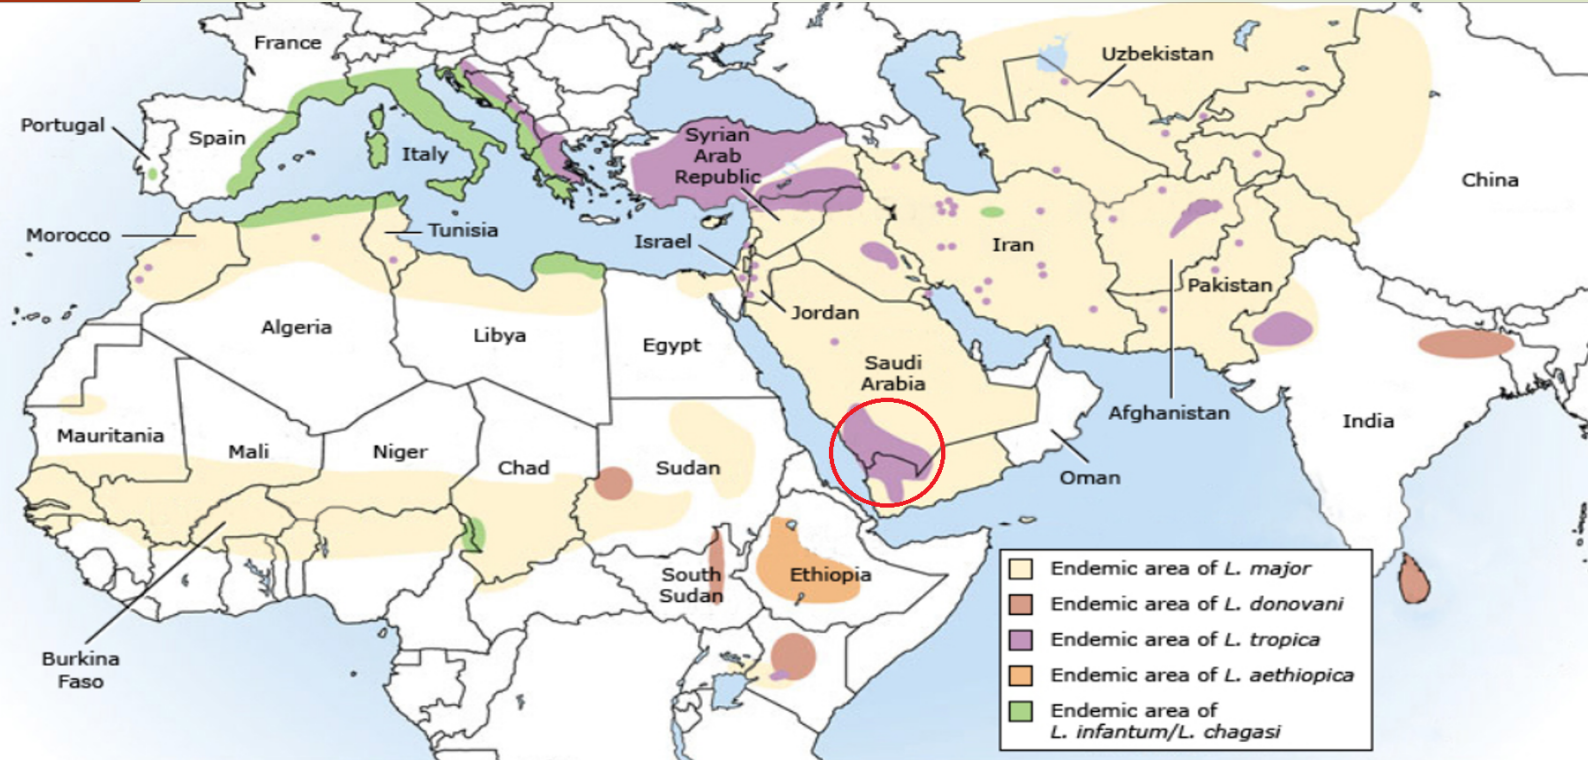 France
Uzbekistan
Portugal
Spain
Italy
Syrian
Arab
Republic
China
Morocco
Tunisia
Israel
Iran
Pakistan
Jordan
Algeria
Libya
Egypt
Saudi
Arabia
Afghanistan
India
Mauritania
Mali
Niger
Chad
Sudan
Oman
South
Sudan
Ethiopia
Burkina
Faso
Endemic area of L. major
Endemic area of L. donovani
Endemic area of L. tropica
Endemic area of L. aethiopica
Endemic area of
L. infantum/L. chagasi